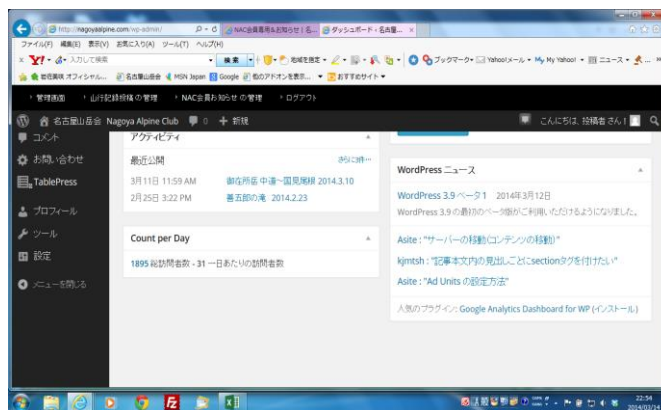 http://nagoyaalpine.com/wp-admin/
NAC会員専用&お知らせ | 名...
ダッシュボード ‹ 名古屋...
ファイル(F) 編集(E) 表示(V) お気に入り(A) ツール(T) ヘルプ(H)
Y! 入力して検索 検索 地域を指定 ブックマーク Yahoo!メール My Yahoo! ニュース
名古屋山岳会 MSN Japan Google 他のアドオンを表示... おすすめサイト
管理画面 山行記録投稿の管理 NAC会員お知らせの管理 ログアウト
名古屋山岳会 Nagoya Alpine Club 0 + 新規 こんにちは、投稿者 さん!
コメント
お問い合わせ
TablePress
プロフィール
ツール
設定
メニューを閉じる
アクティビティ
最近公開
3月11日 11:59 AM 御在所岳 中道～国見尾根 2014.3.10
2月25日 3:22 PM 善五郎の滝 2014.2.23
Count per Day
1895 総訪問者数 - 31 一日あたりの訪問者数
WordPress ニュース
WordPress 3.9 ベータ1 2014年3月12日
WordPress 3.9 の最初のベータ版がご利用いただけるようになりました。
Asite : "サーバーの移動(コンテンツの移動)"
kjmtsh : "記事本文内の見出しごとにsectionタグを付けたい"
Asite : "Ad Units の設定方法"
人気のプラグイン: Google Analytics Dashboard for WP (インストール)
22:54
2014/03/14